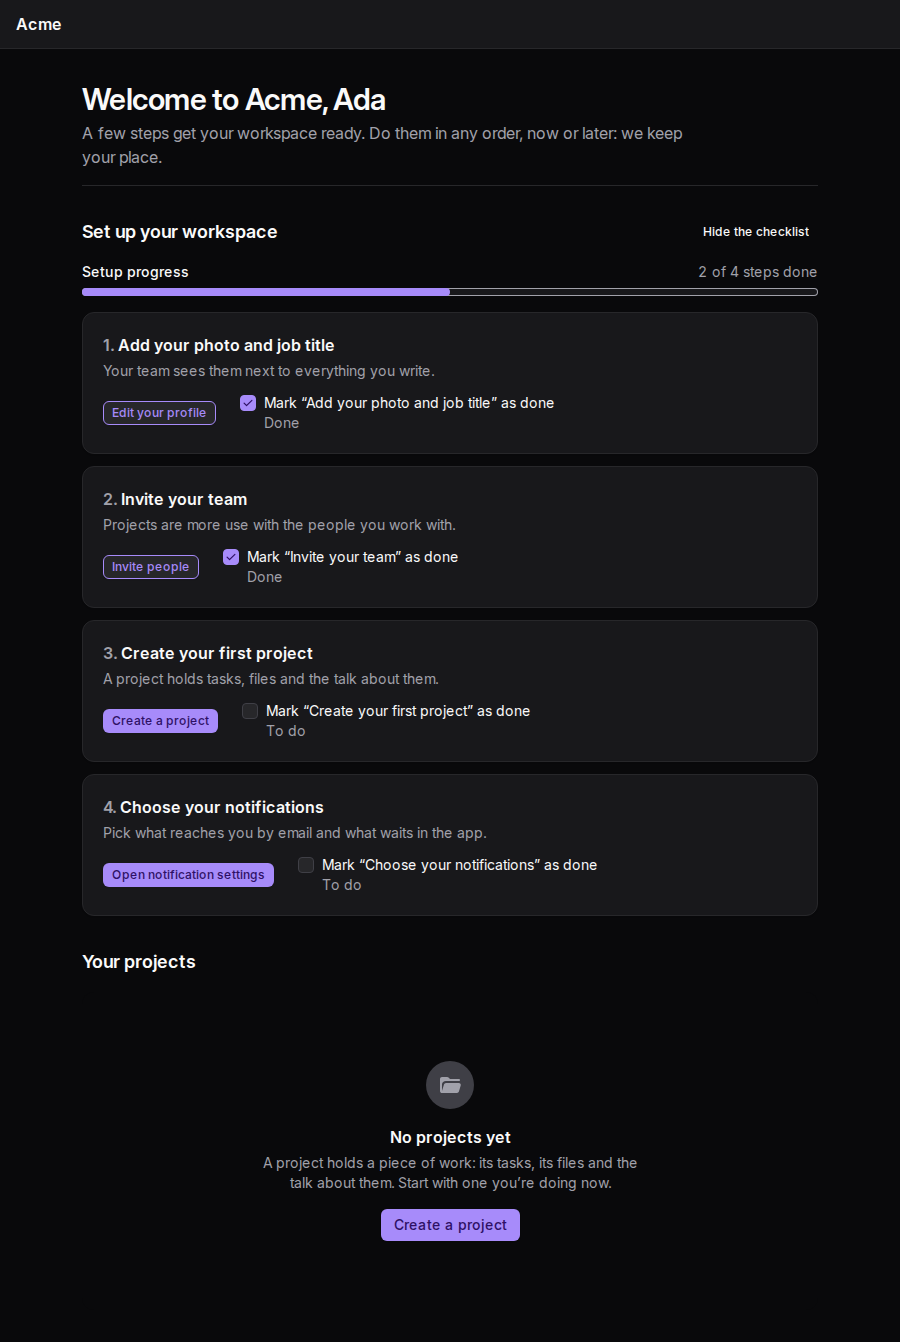 Acme
Welcome to Acme, Ada
A few steps get your workspace ready. Do them in any order, now or later: we keep
your place.
Set up your workspace
Hide the checklist
Setup progress
2 of 4 steps done
1. Add your photo and job title
Your team sees them next to everything you write.
Edit your profile
Mark “Add your photo and job title” as done
Done
2. Invite your team
Projects are more use with the people you work with.
Invite people
Mark “Invite your team” as done
Done
3. Create your first project
A project holds tasks, files and the talk about them.
Create a project
Mark “Create your first project” as done
To do
4. Choose your notifications
Pick what reaches you by email and what waits in the app.
Open notification settings
Mark “Choose your notifications” as done
To do
Your projects
No projects yet
A project holds a piece of work: its tasks, its files and the
talk about them. Start with one you’re doing now.
Create a project